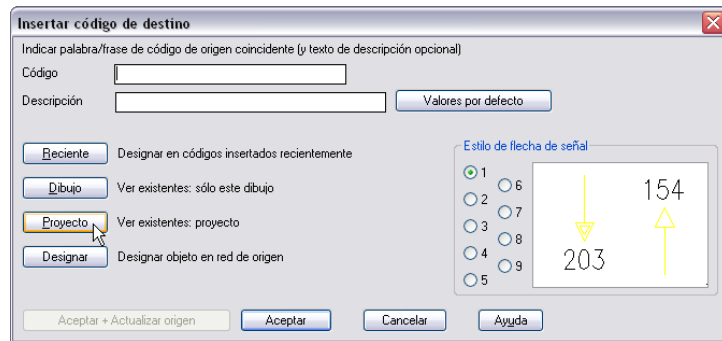 Insertar código de destino
Indicar palabra/frase de código de origen coincidente (y texto de descripción opcional)
Código
Descripción
Valores por defecto
Reciente Designar en códigos insertados recientemente
Dibujo Ver existentes: sólo este dibujo
Proyecto Ver existentes: proyecto
Designar Designar objeto en red de origen
Estilo de flecha de señal
1
2
3
4
5
6
7
8
9
203
154
Aceptar + Actualizar origen Aceptar Cancelar Ayuda